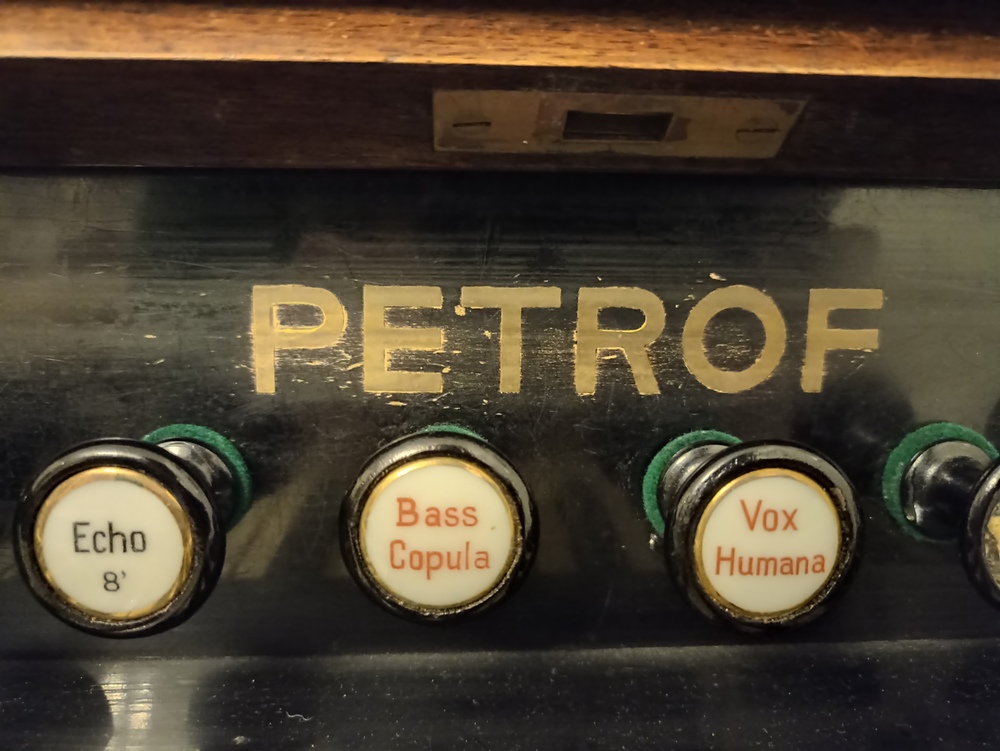 PETROF
Echo
8'
Bass
Copula
Vox
Humana